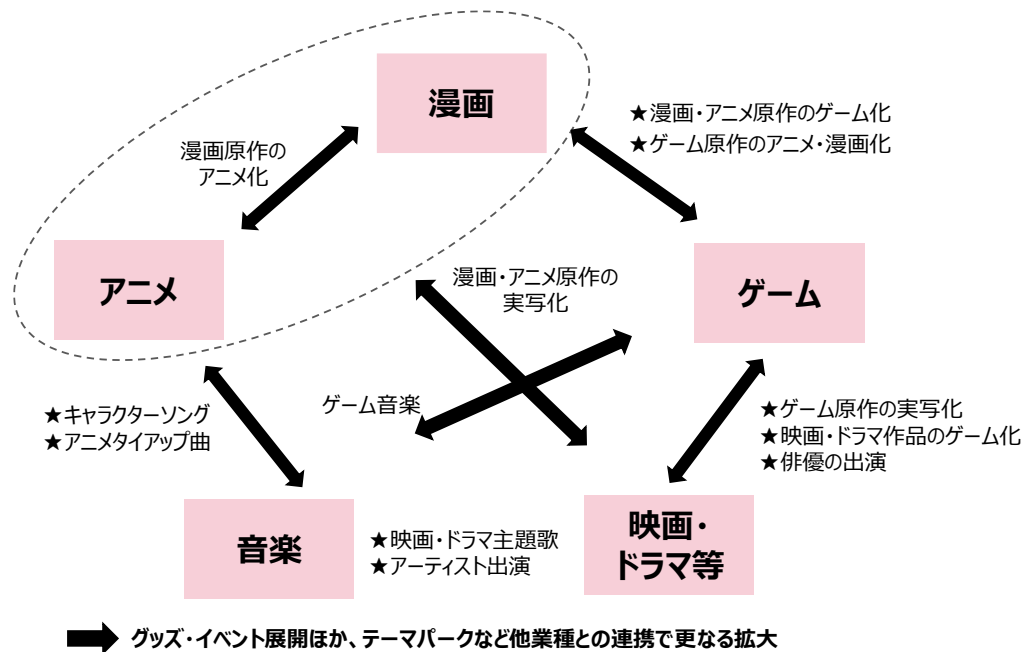 漫画
★漫画・アニメ原作のゲーム化
★ゲーム原作のアニメ・漫画化
漫画原作の
アニメ化
アニメ
漫画・アニメ原作の
実写化
ゲーム
ゲーム音楽
★キャラクターソング
★アニメタイアップ曲
★ゲーム原作の実写化
★映画・ドラマ作品のゲーム化
★俳優の出演
音楽
★映画・ドラマ主題歌
★アーティスト出演
映画・
ドラマ等
グッズ・イベント展開ほか、テーマパークなど他業種との連携で更なる拡大